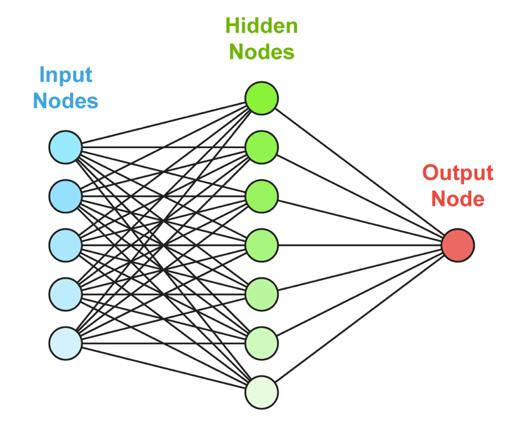 Hidden
Nodes
Input
Nodes
Output
Node